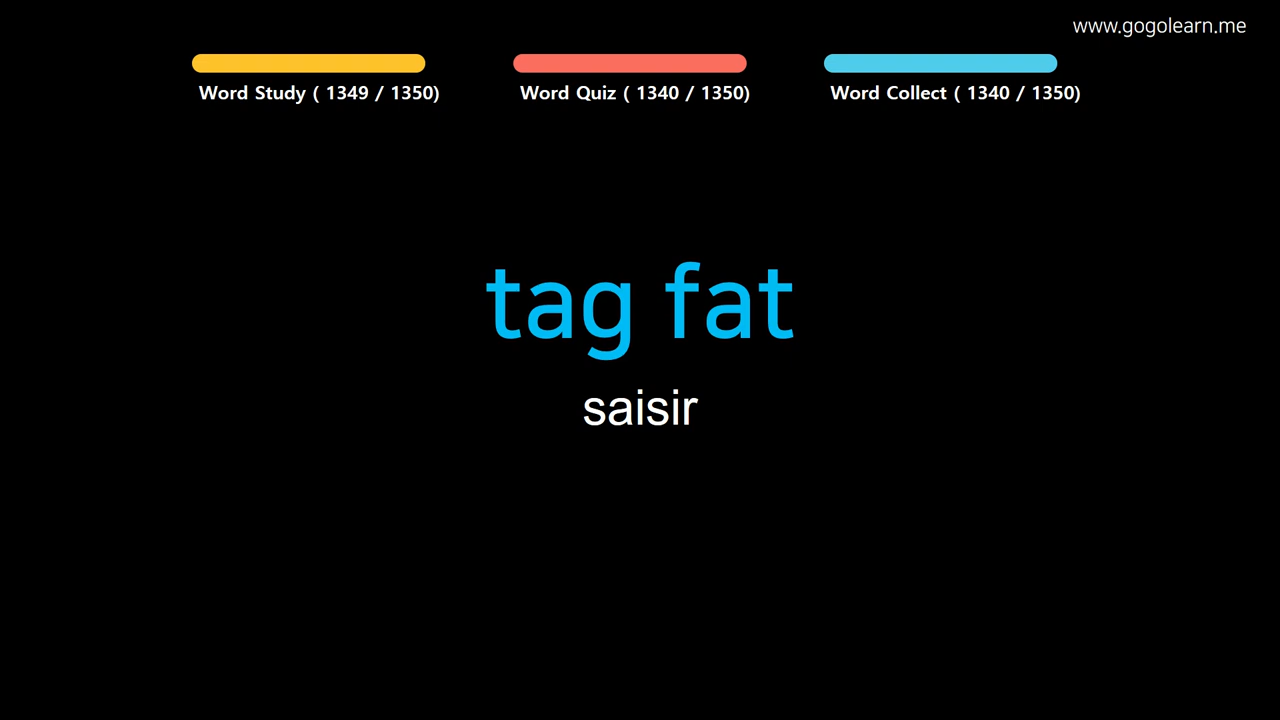 www.gogolearn.me
Word Study ( 1349 / 1350)
Word Quiz ( 1340 / 1350)
Word Collect ( 1340 / 1350)
tag fat
saisir